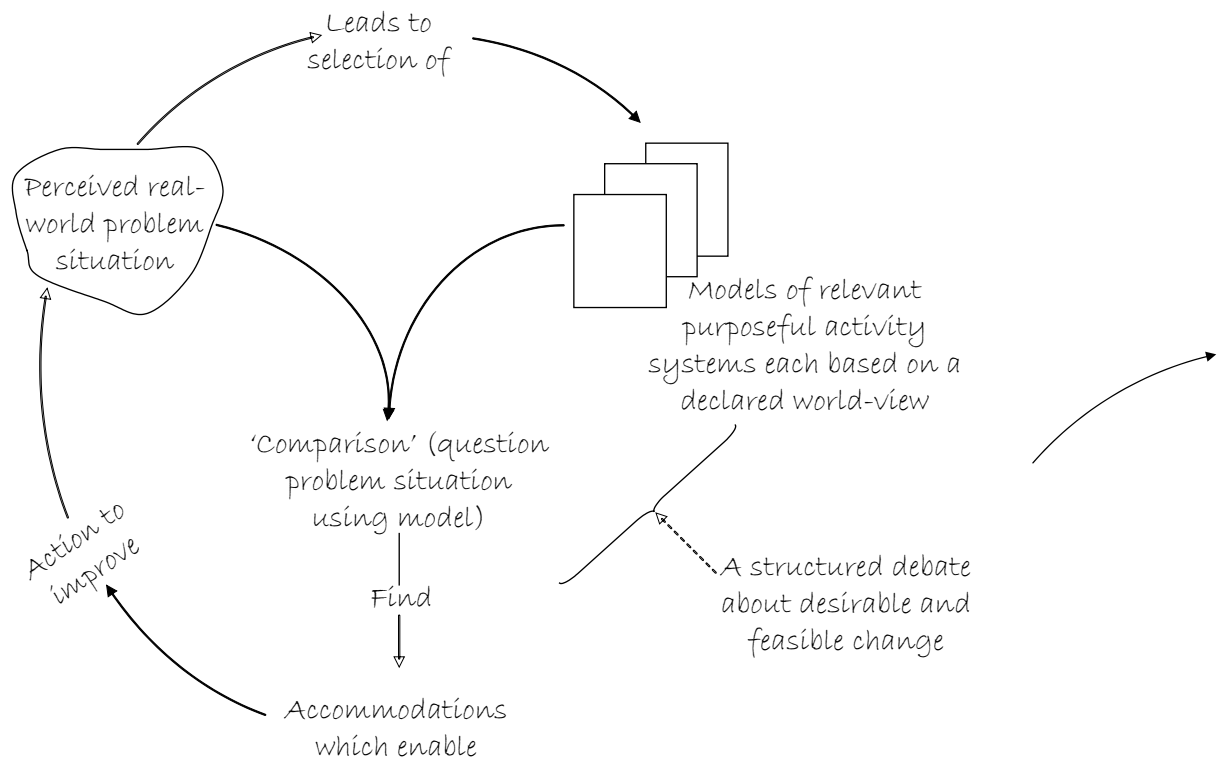 Leads to
selection of
Perceived real-
world problem
situation
Models of relevant
purposeful activity
systems each based on a
declared world-view
‘Comparison’ (question
problem situation
using model)
Action to
improve
Find
A structured debate
about desirable and
feasible change
Accommodations
which enable